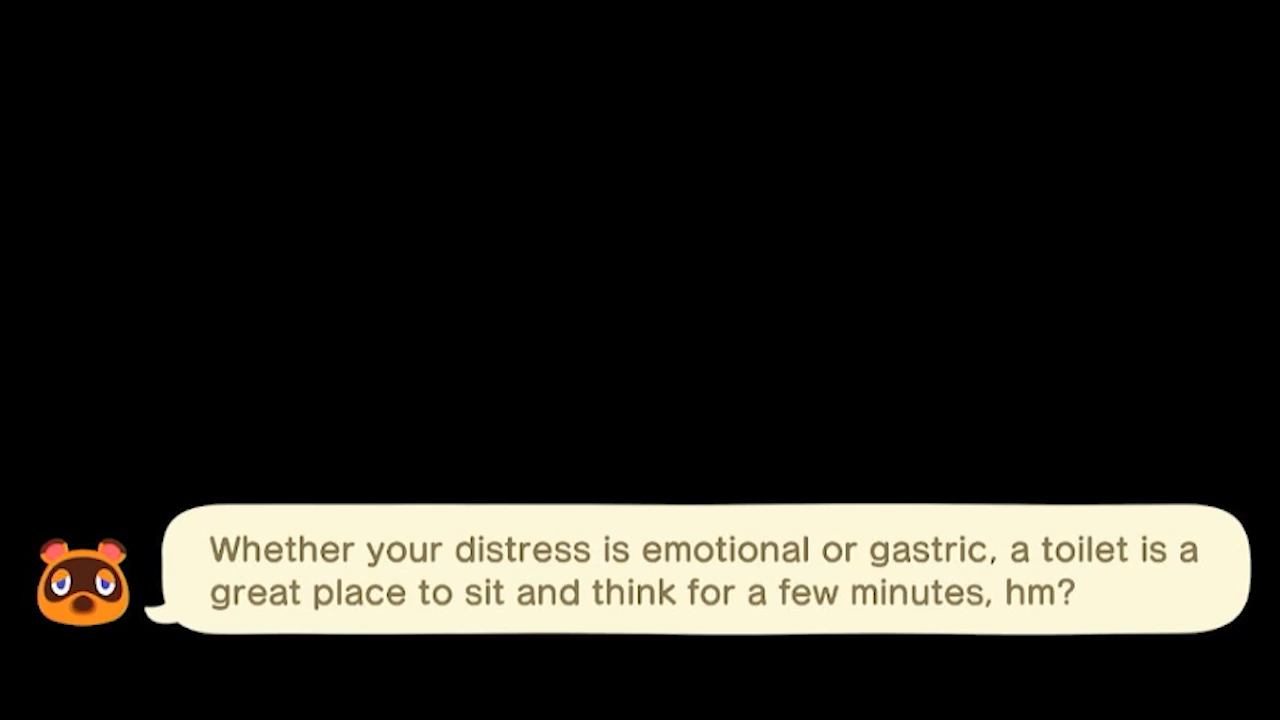 Whether your distress is emotional or gastric, a toilet is a
great place to sit and think for a few minutes, hm?